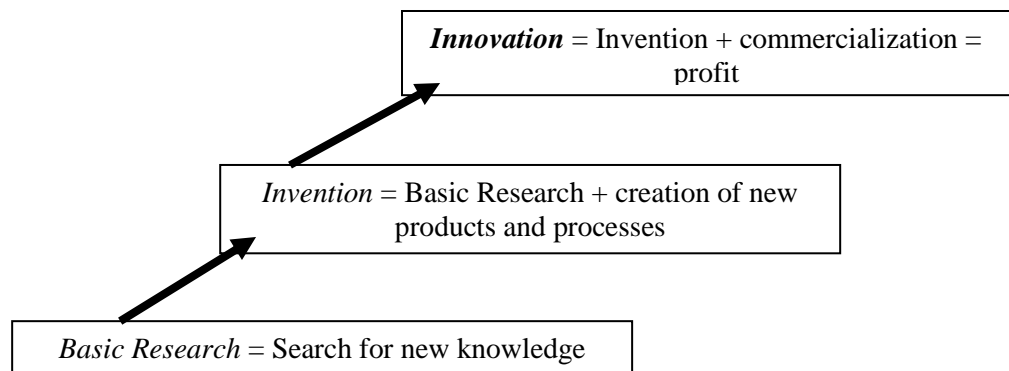 Innovation = Invention + commercialization =
profit
Invention = Basic Research + creation of new
products and processes
Basic Research = Search for new knowledge